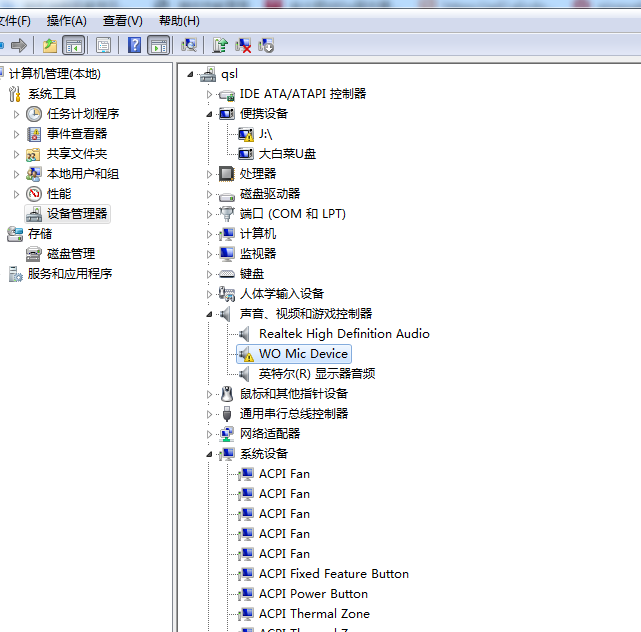 文件(F) 操作(A) 查看(V) 帮助(H)
计算机管理(本地)
系统工具
任务计划程序
事件查看器
共享文件夹
本地用户和组
性能
设备管理器
存储
磁盘管理
服务和应用程序
qsl
IDE ATA/ATAPI 控制器
便携设备
J:\
大白菜U盘
处理器
磁盘驱动器
端口 (COM 和 LPT)
计算机
监视器
键盘
人体学输入设备
声音、视频和游戏控制器
Realtek High Definition Audio
WO Mic Device
英特尔(R) 显示器音频
鼠标和其他指针设备
通用串行总线控制器
网络适配器
系统设备
ACPI Fan
ACPI Fan
ACPI Fan
ACPI Fan
ACPI Fan
ACPI Fixed Feature Button
ACPI Power Button
ACPI Thermal Zone